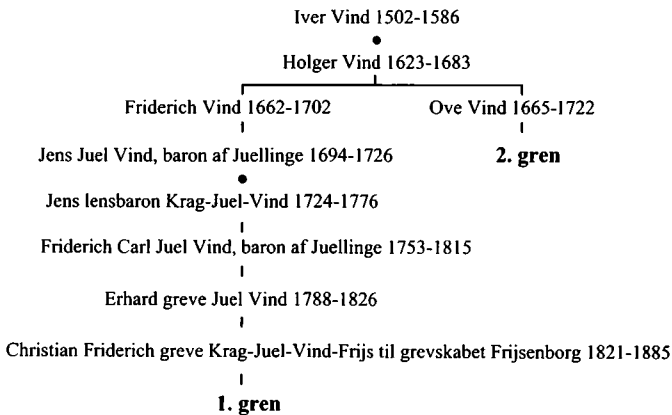 Iver Vind 1502-1586
Holger Vind 1623-1683
Friderich Vind 1662-1702 Ove Vind 1665-1722
Jens Juel Vind, baron af Juellinge 1694-1726 2. gren
Jens lensbaron Krag-Juel-Vind 1724-1776
Friderich Carl Juel Vind, baron af Juellinge 1753-1815
Erhard greve Juel Vind 1788-1826
Christian Friderich greve Krag-Juel-Vind-Frijs til grevskabet Frijsenborg 1821-1885
1. gren